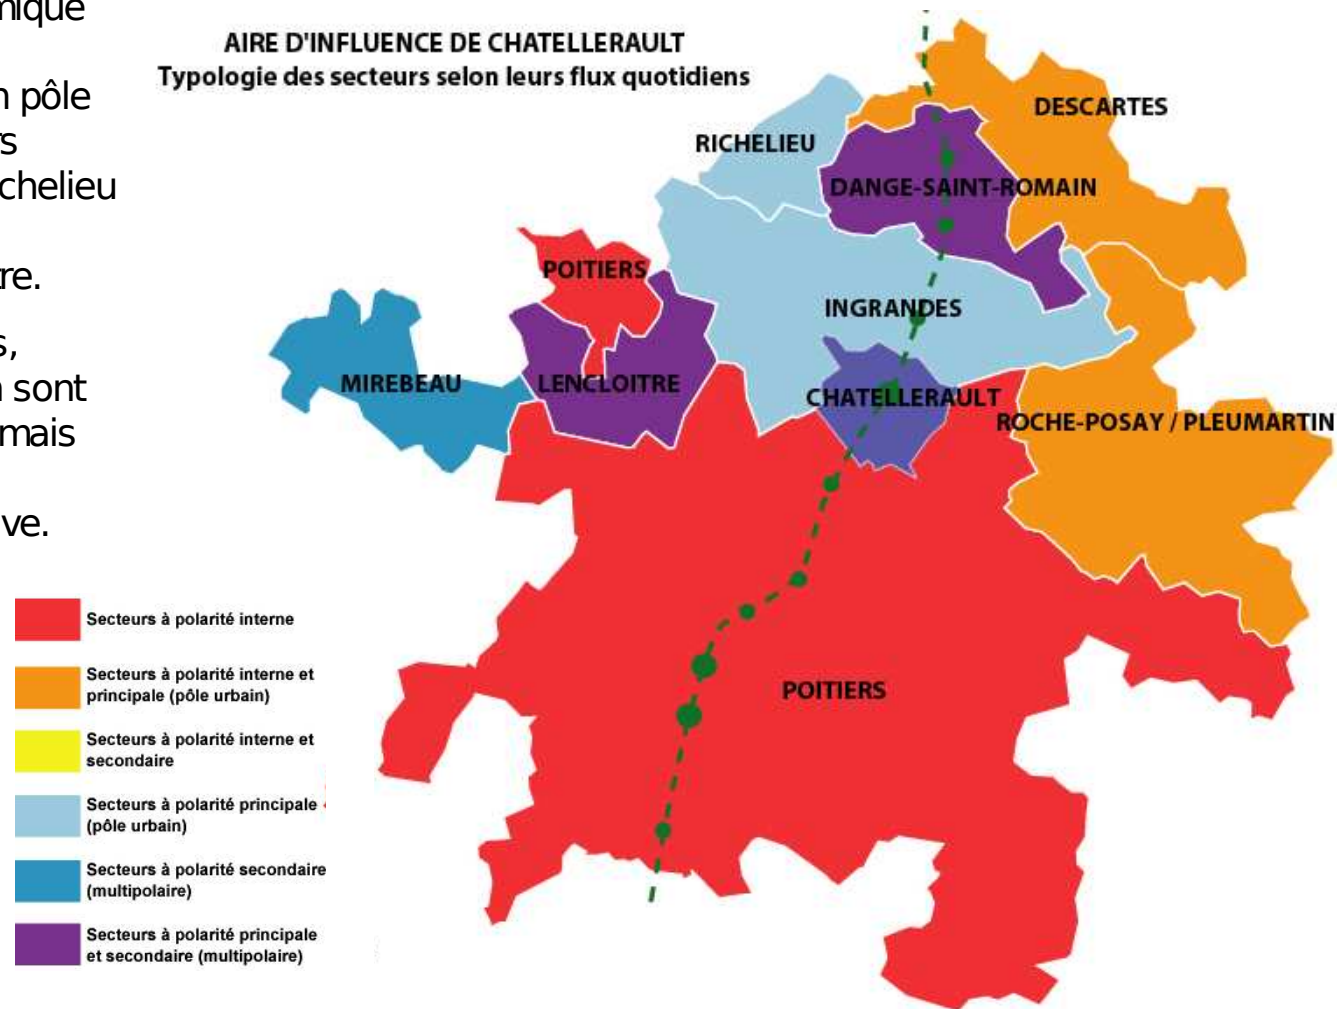 AIRE D'INFLUENCE DE CHATELLERAULT
Typologie des secteurs selon leurs flux quotidiens
pôle
chelieu
sont
mais
DESCARTES
RICHELIEU
DANGE-SAINT-ROMAIN
POITIERS
INGRANDES
MIREBEAU
LENCLOITRE
CHATELLERAULT
ROCHE-POSAY / PLEUMARTIN
POITIERS
Secteurs à polarité interne
Secteurs à polarité interne et
principale (pôle urbain)
Secteurs à polarité interne et
secondaire
Secteurs à polarité principale
(pôle urbain)
Secteurs à polarité secondaire
(multipolaire)
Secteurs à polarité principale
et secondaire (multipolaire)